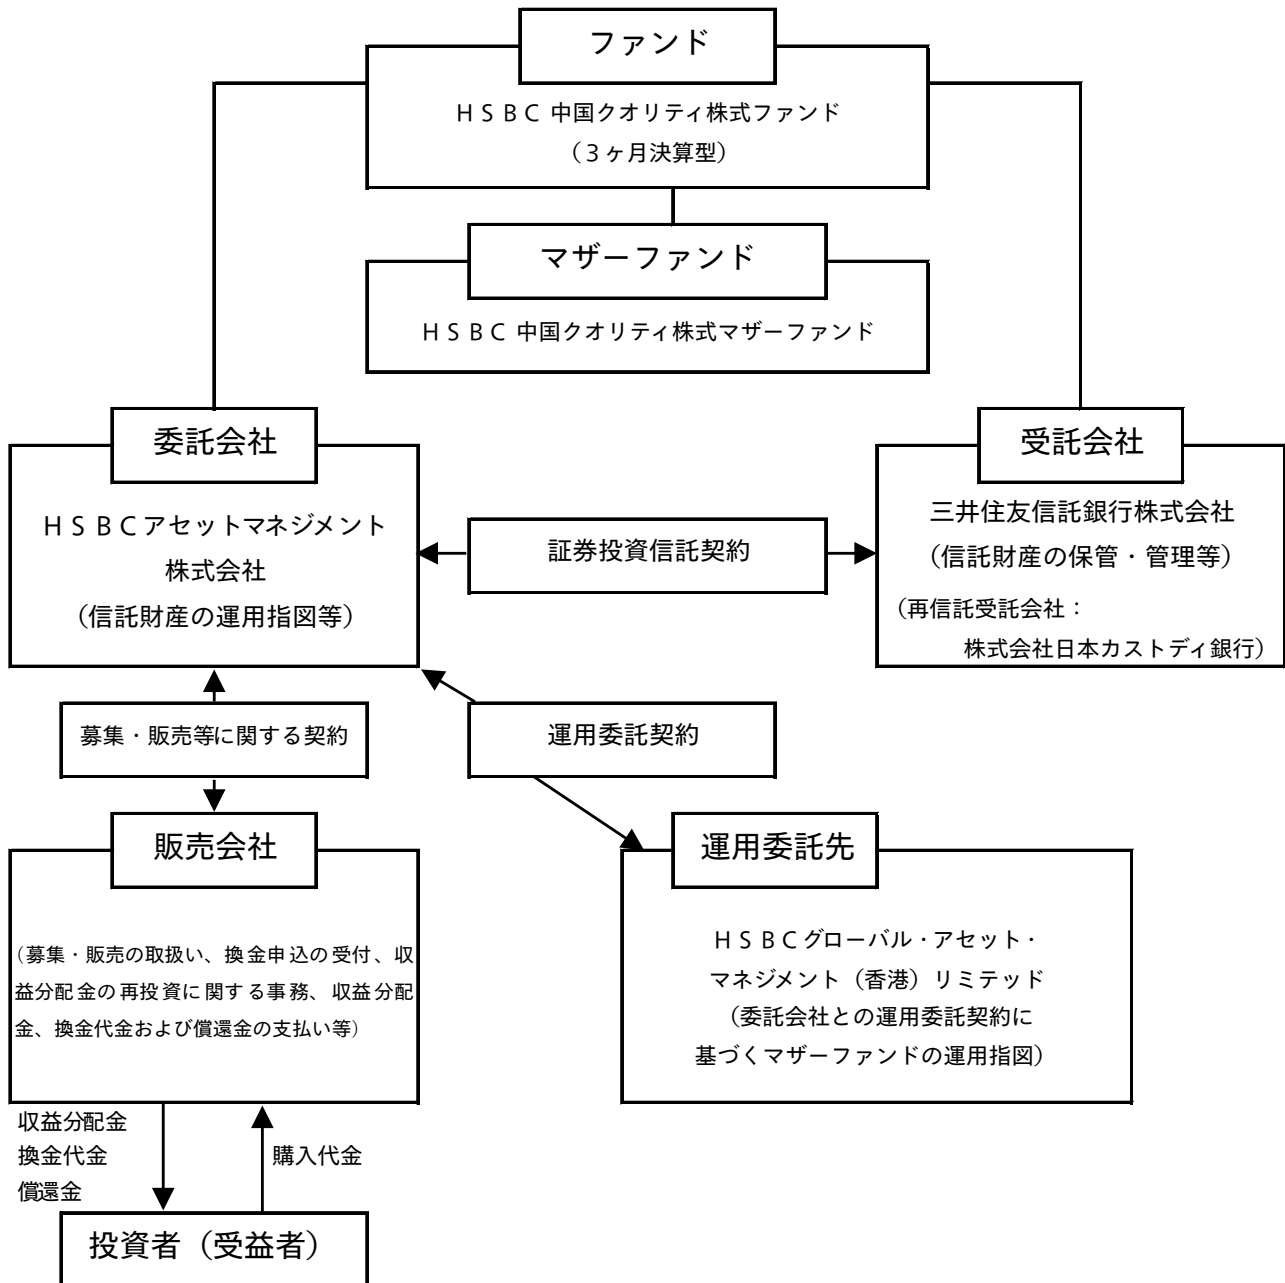 ファンド
ＨＳＢＣ 中国クオリティ株式ファンド
（３ヶ月決算型）
マザーファンド
ＨＳＢＣ 中国クオリティ株式マザーファンド
委託会社
ＨＳＢＣアセットマネジメント
株式会社
（信託財産の運用指図等）
証券投資信託契約
受託会社
三井住友信託銀行株式会社
（信託財産の保管・管理等）
（再信託受託会社：
株式会社日本カストディ銀行）
募集・販売等に関する契約
運用委託契約
販売会社
（募集・販売の取扱い、換金申込の受付、収
益分配金の再投資に関する事務、収益分配
金、換金代金および償還金の支払い等）
運用委託先
ＨＳＢＣグローバル・アセット・
マネジメント（香港）リミテッド
（委託会社との運用委託契約に
基づくマザーファンドの運用指図）
収益分配金
換金代金
償還金
購入代金
投資者（受益者）